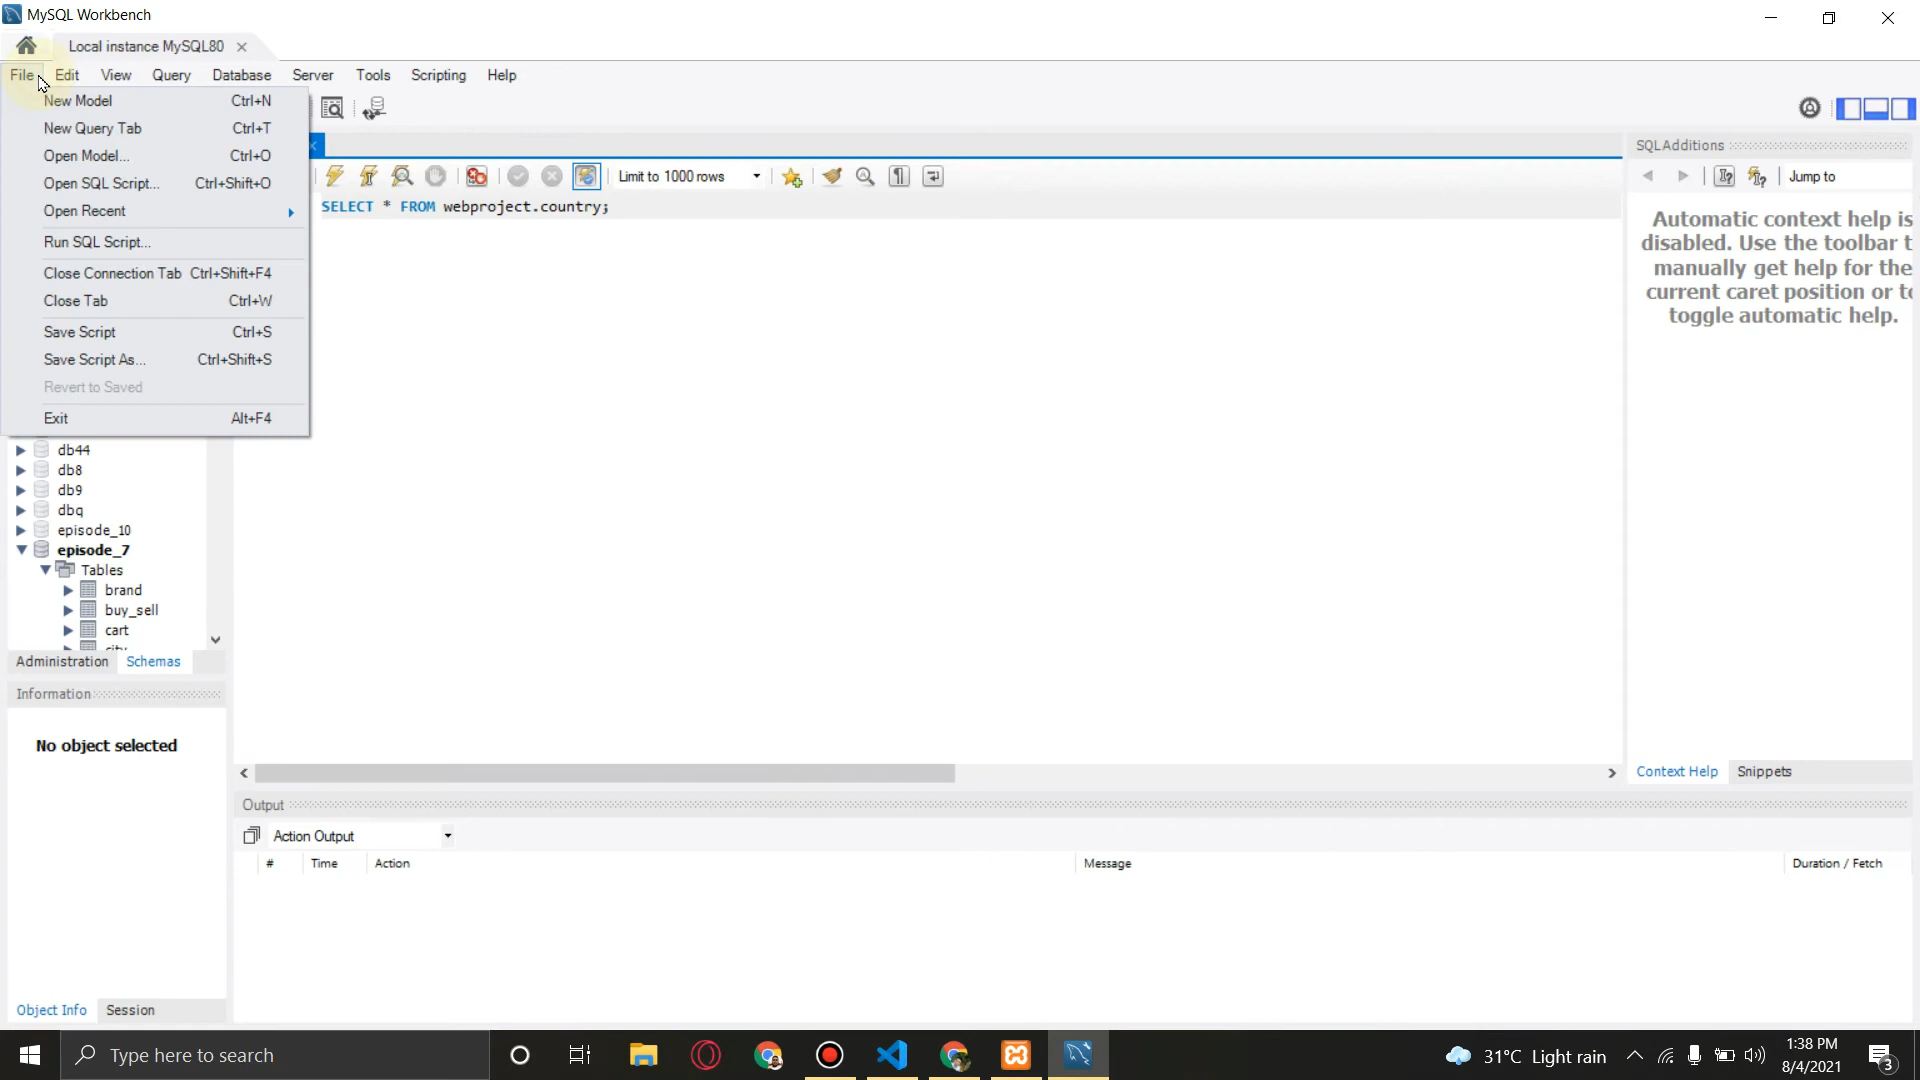 MySQL Workbench
Local instance MySQL80
File Edit View Query Database Server Tools Scripting Help
New Model Ctrl+N
New Query Tab Ctrl+T
Open Model... Ctrl+O
Open SQL Script... Ctrl+Shift+O
Open Recent
Run SQL Script...
Close Connection Tab Ctrl+Shift+F4
Close Tab Ctrl+W
Save Script Ctrl+S
Save Script As... Ctrl+Shift+S
Revert to Saved
Exit Alt+F4
Limit to 1000 rows
SELECT * FROM webproject.country;
SQLAdditions
Jump to
Automatic context help is
disabled. Use the toolbar t
manually get help for the
current caret position or to
toggle automatic help.
db44
db8
db9
dbq
episode_10
episode_7
Tables
brand
buy_sell
cart
city
Administration Schemas
Information
No object selected
Object Info Session
Context Help Snippets
Output
Action Output
# Time Action Message Duration / Fetch
Type here to search
31°C Light rain
1:38 PM
8/4/2021
3